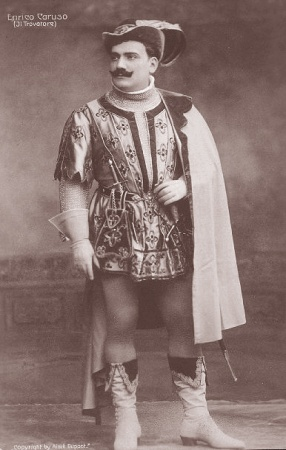 Enrico Caruso
(Il Trovatore)
Copyright by Aimé Dupont.